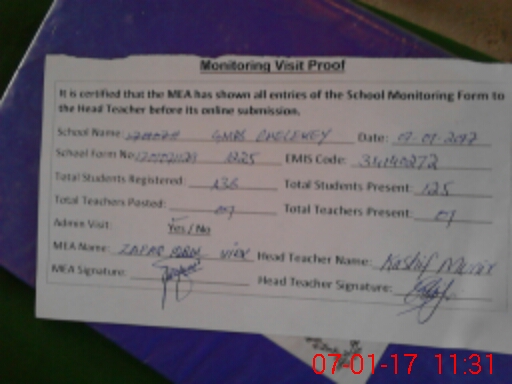 Monitoring Visit Proof
It is certified that the MEA has shown all entries of the School Monitoring Form to
the Head Teacher before its online submission.
School Name: GMPS Date: 07-01-2017
School Form No 1225 EMIS Code: 34140272
Total Students Registered: 136 Total Students Present: 125
Total Teachers Posted: 07 Total Teachers Present: 07
Admin Visit: Yes / No
MEA Name: ZAFAR Head Teacher Name: Kashif Munir
MEA Signature: Head Teacher Signature:
07-01-17 11:31